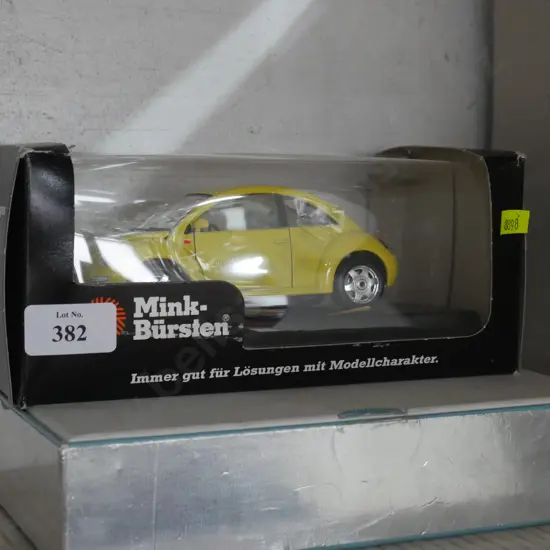 Lot No.
382
Mink-
Bürsten®
Immer gut für Lösungen mit Modellcharakter.